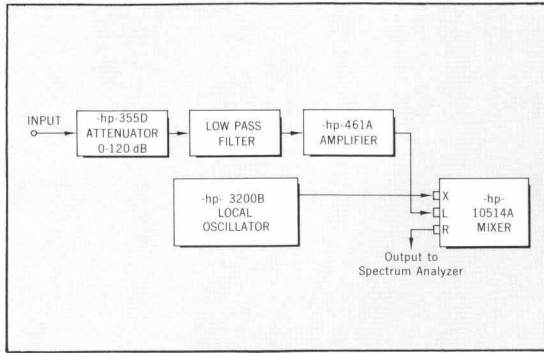 INPUT
-hp-355D
ATTENUATOR
0-120 dB
LOW PASS
FILTER
-hp-461A
AMPLIFIER
-hp- 3200B
LOCAL
OSCILLATOR
X
L
R
-hp-
10514A
MIXER
Output to
Spectrum Analyzer